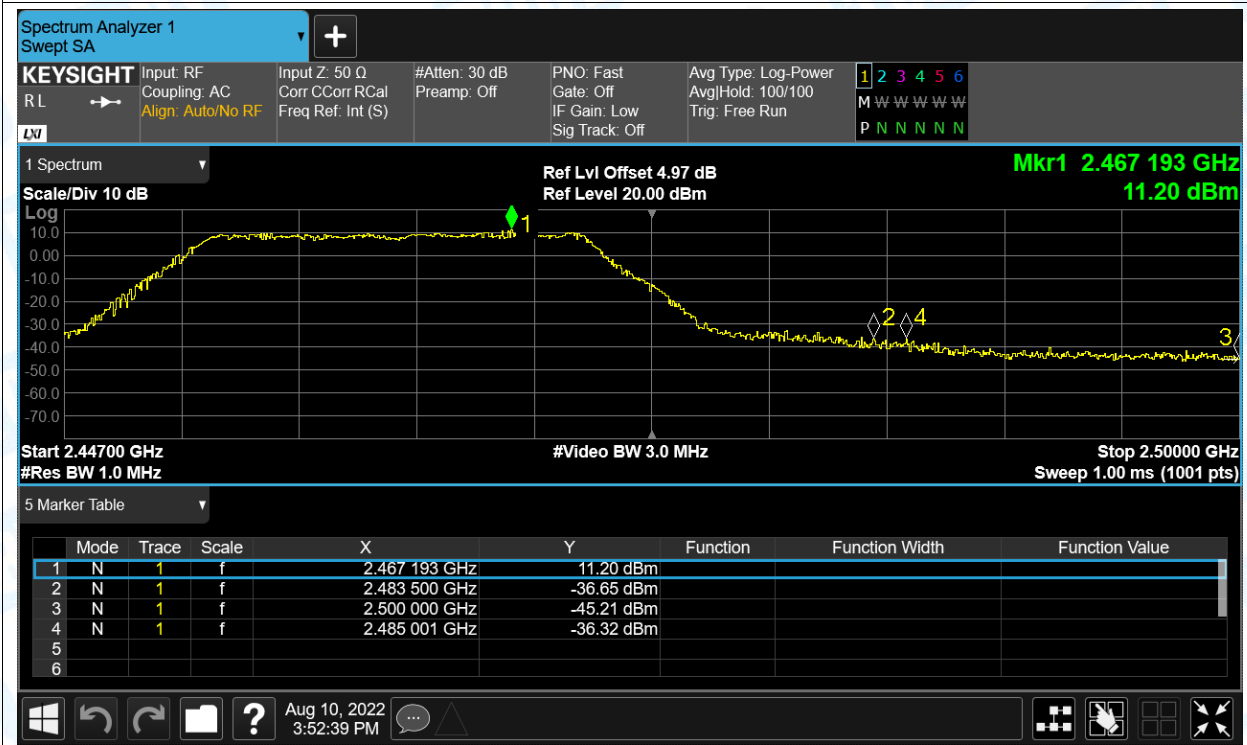 Spectrum Analyzer 1
Swept SA
KEYSIGHT Input: RF Input Z: 50 Ω #Atten: 30 dB PNO: Fast Avg Type: Log-Power 1 2 3 4 5 6
R L Coupling: AC Corr CCorr RCal Preamp: Off Gate: Off Avg|Hold: 100/100 M W W W W W W
Align: Auto/No RF Freq Ref: Int (S) IF Gain: Low Trig: Free Run
LXI Sig Track: Off P N N N N N
1 Spectrum Ref Lvl Offset 4.97 dB Mkr1 2.467 193 GHz
Scale/Div 10 dB Ref Level 20.00 dBm 11.20 dBm
Log
1
10.0
0.00
-10.0
-20.0
-30.0 2 4
3
-40.0
-50.0
-60.0
-70.0
Start 2.44700 GHz #Video BW 3.0 MHz Stop 2.50000 GHz
#Res BW 1.0 MHz Sweep 1.00 ms (1001 pts)
5 Marker Table
Mode Trace Scale X Y Function Function Width Function Value
1 N 1 f 2.467 193 GHz 11.20 dBm
2 N 1 f 2.483 500 GHz -36.65 dBm
3 N 1 f 2.500 000 GHz -45.21 dBm
4 N 1 f 2.485 001 GHz -36.32 dBm
5
6
? Aug 10, 2022
3:52:39 PM